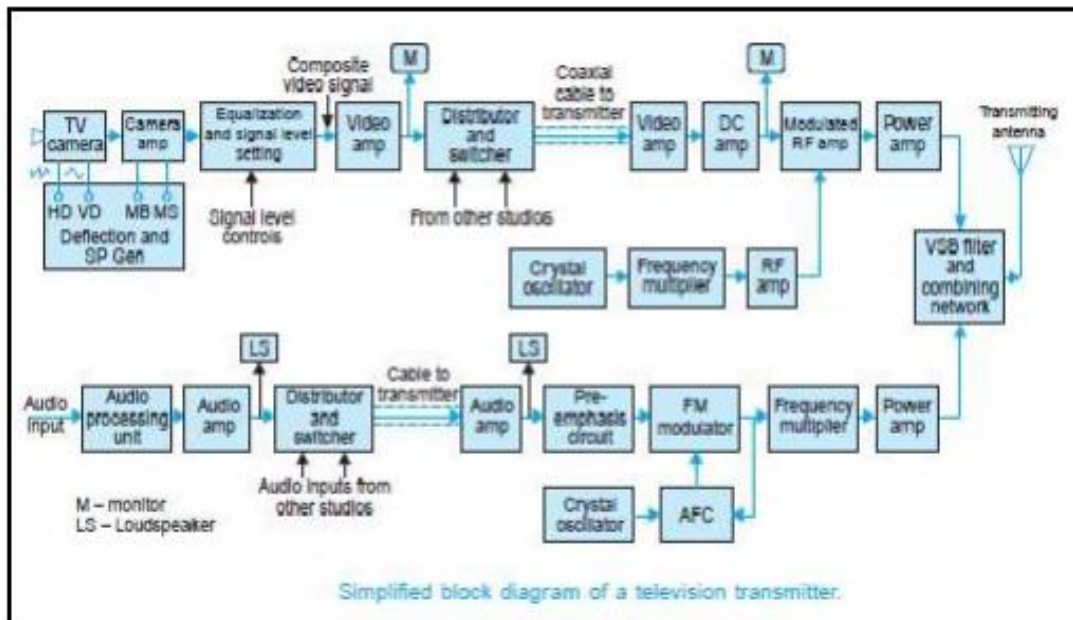 M
M
Composite
video signal
Coaxial
cable to
transmitter
Transmitting
antenna
TV
camera
Camera
amp
Equalization
and signal level
setting
Video
amp
Distributor
and
switcher
Video
amp
DC
amp
Modulated
RF amp
Power
amp
HD VD MB MS
Deflection and
SP Gen
Signal level
controls
From other studios
Crystal
oscillator
Frequency
multiplier
RF
amp
VSB filter
and
combining
network
LS
LS
Cable to
transmitter
Audio
input
Audio
processing
unit
Audio
amp
Distributor
and
switcher
Audio
amp
Pre-
emphasis
circuit
FM
modulator
Frequency
multiplier
Power
amp
Audio inputs from
other studios
Crystal
oscillator
AFC
M – monitor
LS – Loudspeaker
Simplified block diagram of a television transmitter.